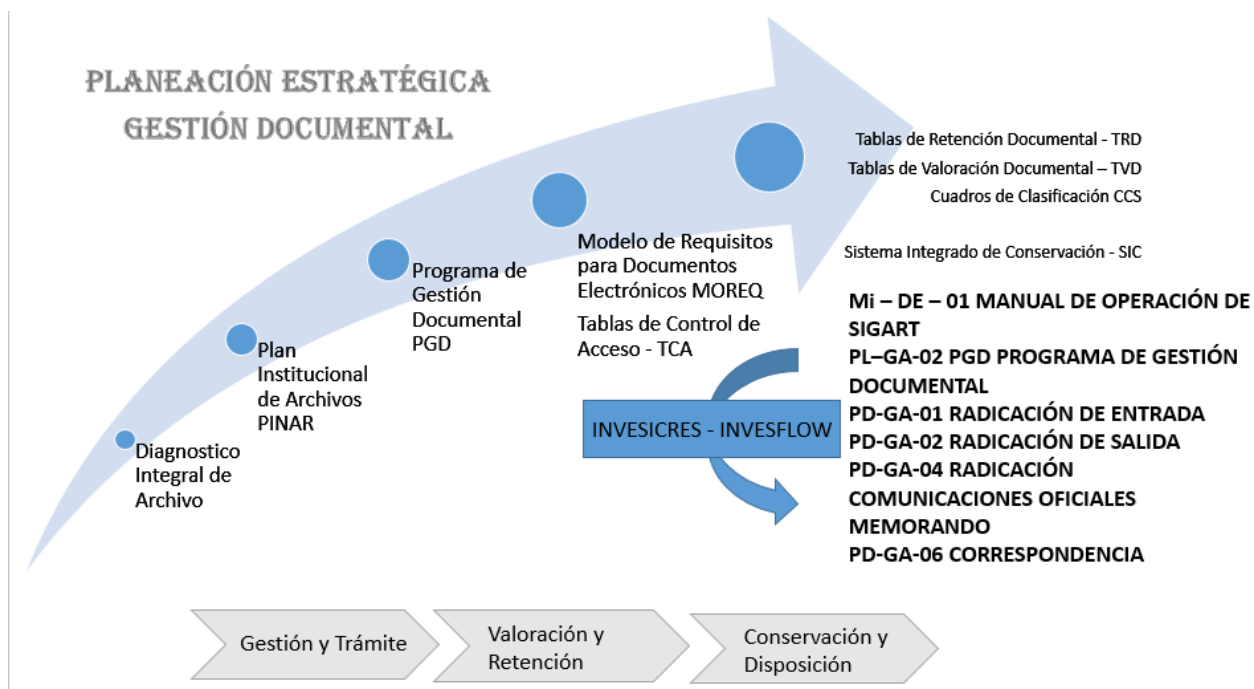 PLANEACIÓN ESTRATÉGICA
GESTIÓN DOCUMENTAL
Diagnostico
Integral de
Archivo
Plan
Institucional
de Archivos
PINAR
Programa de
Gestión
Documental
PGD
Modelo de Requisitos
para Documentos
Electrónicos MOREQ
Tablas de Control de
Acceso - TCA
INVESICRES - INVESFLOW
Tablas de Retención Documental - TRD
Tablas de Valoración Documental – TVD
Cuadros de Clasificación CCS
Sistema Integrado de Conservación - SIC
Mi – DE – 01 MANUAL DE OPERACIÓN DE
SIGART
PL–GA-02 PGD PROGRAMA DE GESTIÓN
DOCUMENTAL
PD-GA-01 RADICACIÓN DE ENTRADA
PD-GA-02 RADICACIÓN DE SALIDA
PD-GA-04 RADICACIÓN
COMUNICACIONES OFICIALES
MEMORANDO
PD-GA-06 CORRESPONDENCIA
Gestión y Trámite
Valoración y
Retención
Conservación y
Disposición